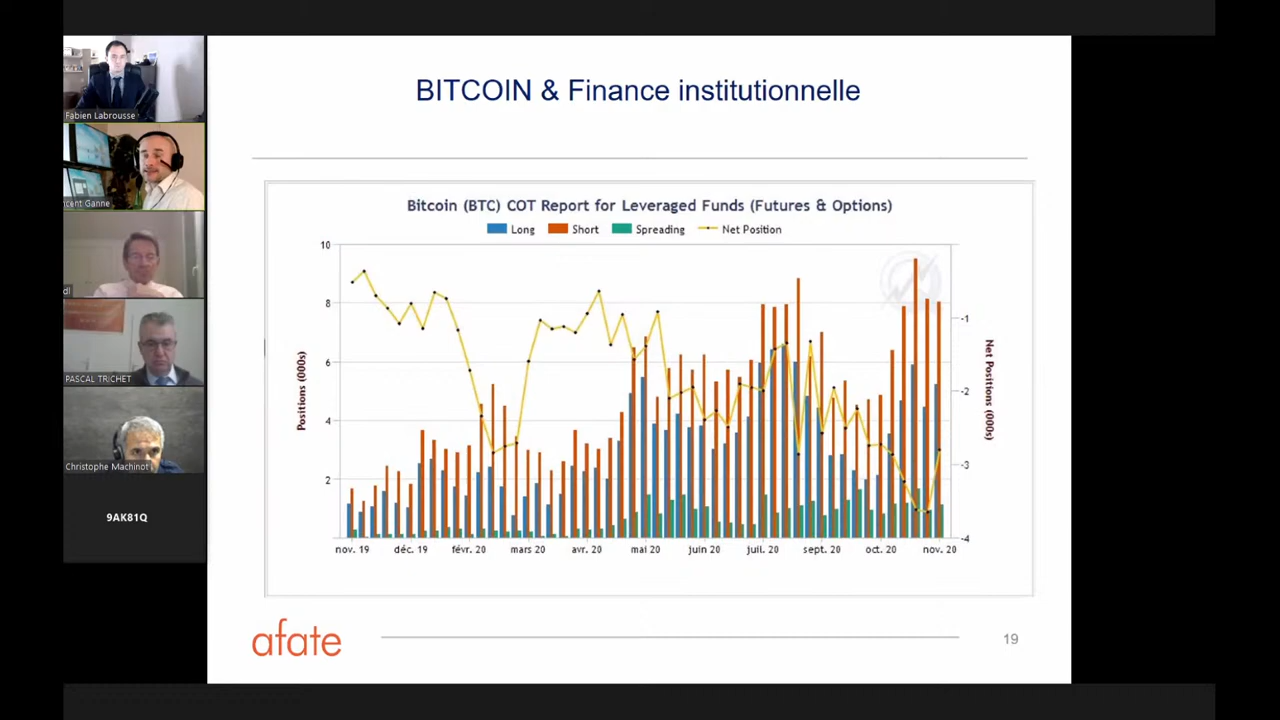 BITCOIN & Finance institutionnelle
Fabien Labrousse
ncent Ganne
dl
PASCAL TRICHET
Christophe Machinot
9AK81Q
Bitcoin (BTC) COT Report for Leveraged Funds (Futures & Options)
Long Short Spreading Net Position
Positions (000s)
10
8
6
4
2
Net Positions (000s)
-1
-2
-3
-4
nov. 19 déc. 19 févr. 20 mars 20 avr. 20 mai 20 juin 20 juil. 20 sept. 20 oct. 20 nov. 20
afate
19